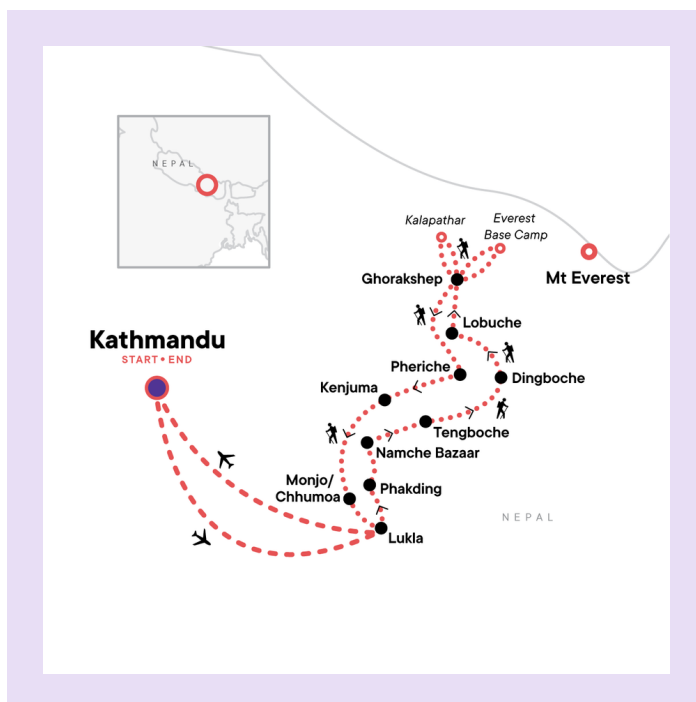 NEPAL
Kalapathar
Everest
Base Camp
Ghorakshep
Mt Everest
Lobuche
Kathmandu
START • END
Pheriche
Kenjuma
Dingboche
Tengboche
Namche Bazaar
Monjo/
Chhumoa
Phakding
NEPAL
Lukla